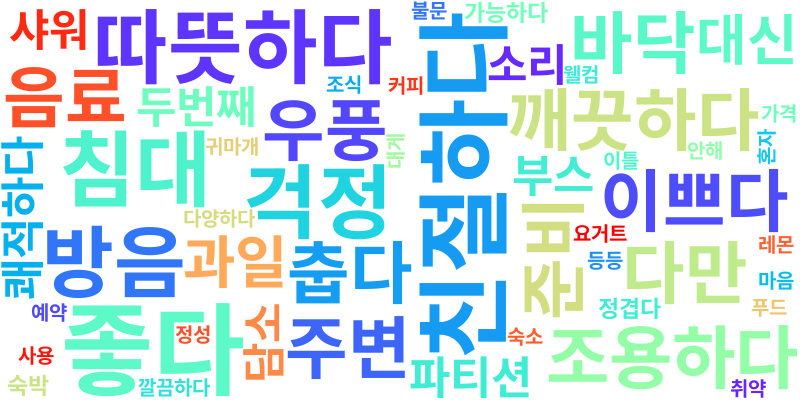 샤워
따뜻하다
불문
가능하다
친절하다
소리
웰컴
바닥
대신
음료
두번째
조식
커피
우풍
대게
깨끗하다
가격
침대
귀마개
걱정
부스
이틀
안해
혼자
쾌적하다
다양하다
이쁘다
방음
과일
춥다
준비
요거트
등등
다만
레몬
마음
예약
좋다
정성
담소
주변
정겹다
푸드
사용
숙소
숙박
깔끔하다
파티션
조용하다
취약